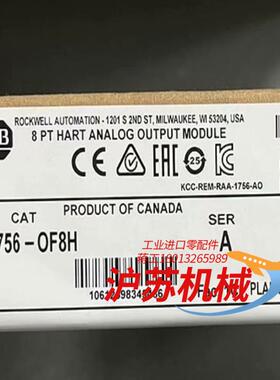 ROCKWELL AUTOMATION - 1201 S 2ND ST, MILWAUKEE, WI 53204, USA
8 PT HART ANALOG OUTPUT MODULE
CE
EAC
25
KCC-REM-RAA-1756-AO
CAT
PRODUCT OF CANADA
SER
756-OF8H
A
工业进口零配件
沪苏机械